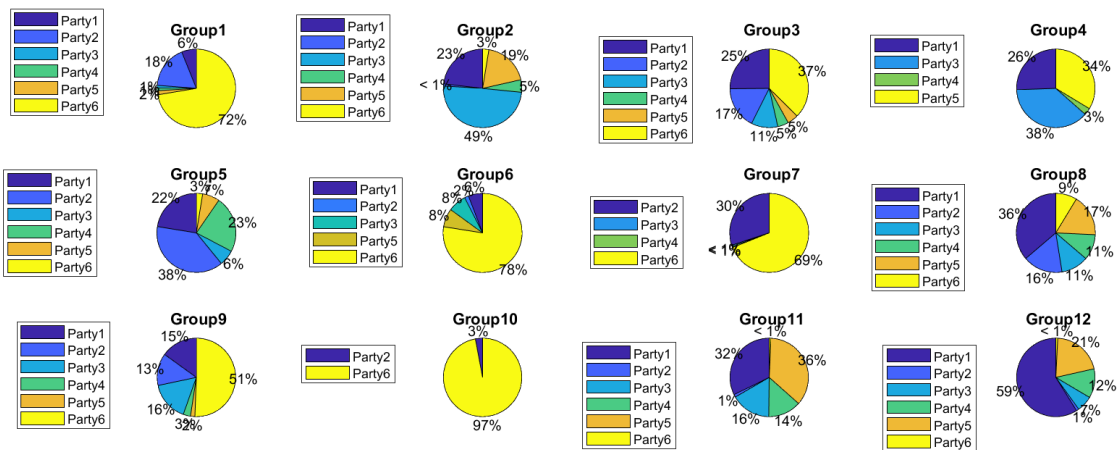 Group1
Party1
Party2
Party3
Party4
Party5
Party6
6%
18%
1%
1%
2%
72%
Group2
Party1
Party2
Party3
Party4
Party5
Party6
3%
23%
19%
< 1%
5%
49%
Group3
Party1
Party2
Party3
Party4
Party5
Party6
25%
37%
17%
11%
5%
5%
Group4
Party1
Party3
Party4
Party5
26%
34%
38%
3%
Group5
Party1
Party2
Party3
Party4
Party5
Party6
22%
3%
7%
23%
6%
38%
Group6
Party1
Party2
Party3
Party5
Party6
6%
2%
8%
8%
78%
Group7
Party2
Party3
Party4
Party6
30%
< 1%
< 1%
69%
Group8
Party1
Party2
Party3
Party4
Party5
Party6
9%
36%
17%
11%
16%
11%
Group9
Party1
Party2
Party3
Party4
Party5
Party6
15%
13%
51%
16%
3%
2%
Group10
Party2
Party6
3%
97%
Group11
Party1
Party2
Party3
Party4
Party5
Party6
< 1%
32%
36%
1%
16%
14%
Group12
Party1
Party2
Party3
Party4
Party5
Party6
< 1%
21%
59%
12%
7%
1%